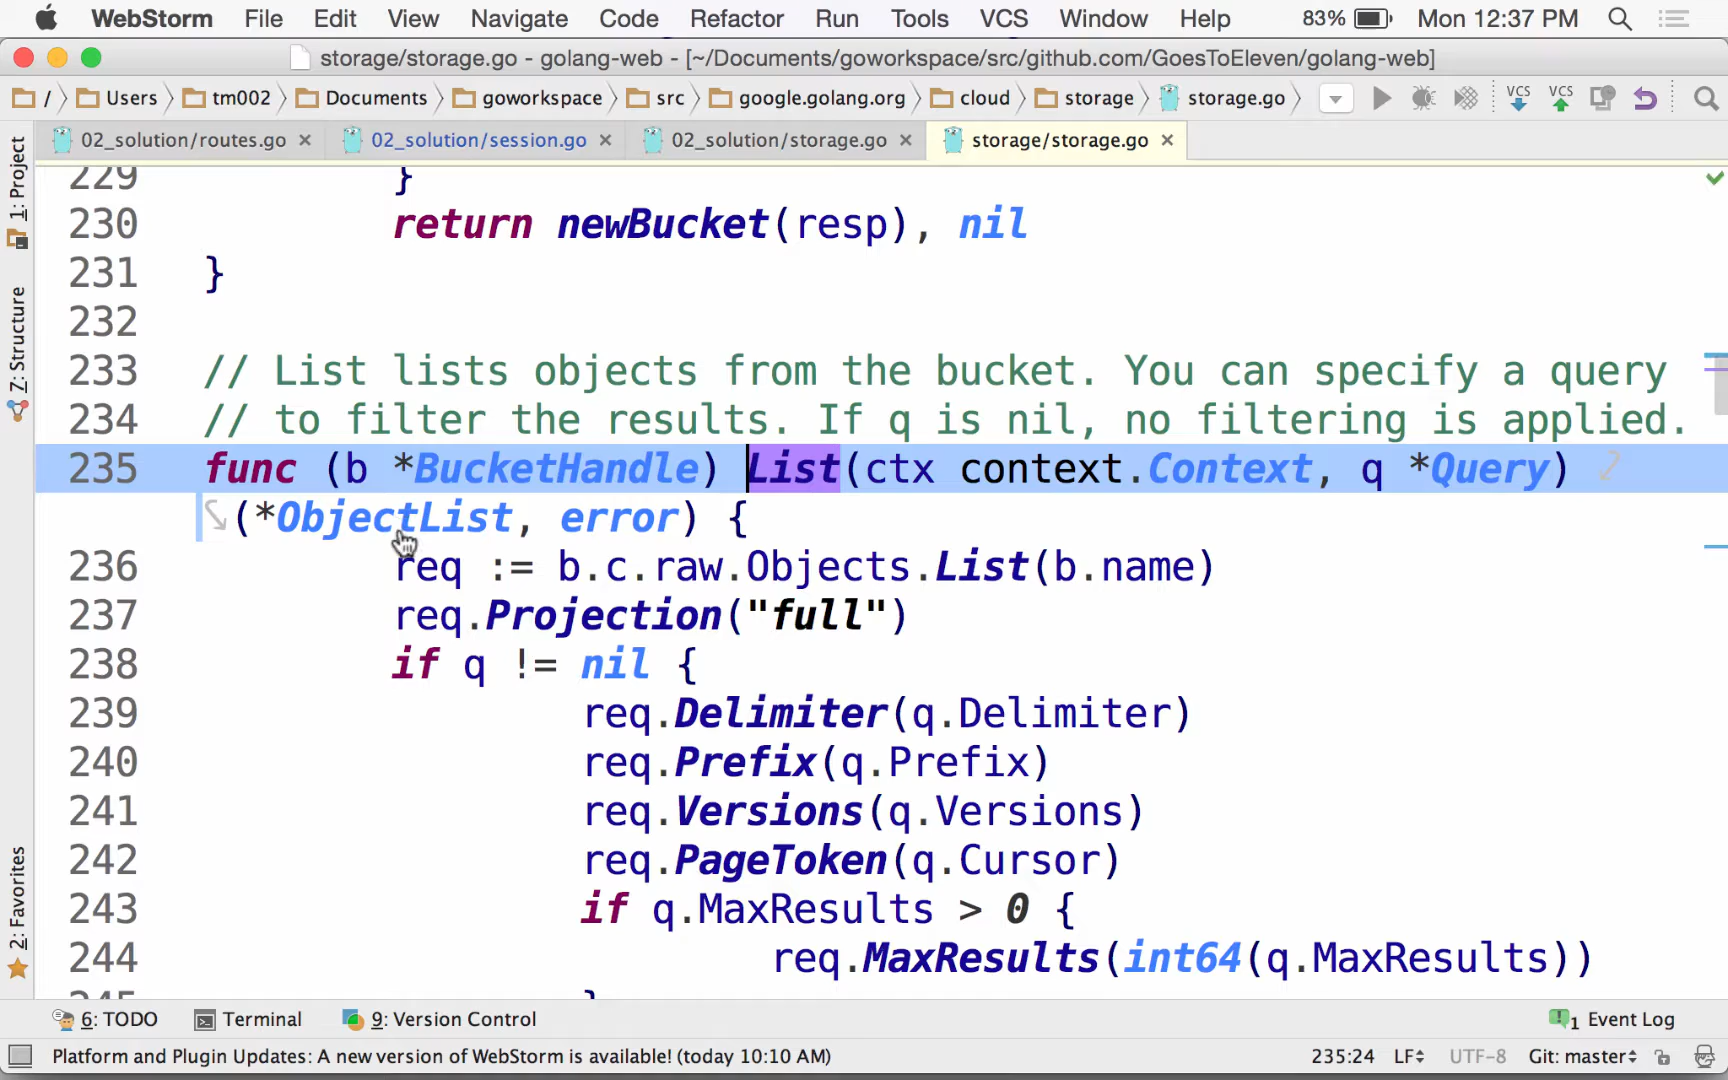 WebStorm File Edit View Navigate Code Refactor Run Tools VCS Window Help 83% Mon 12:37 PM
storage/storage.go - golang-web - [~/Documents/goworkspace/src/github.com/GoesToEleven/golang-web]
/ Users tm002 Documents goworkspace src google.golang.org cloud storage storage.go VCS VCS
02_solution/routes.go 02_solution/session.go 02_solution/storage.go storage/storage.go
1: Project
7: Structure
2: Favorites
229 }
230 return newBucket(resp), nil
231 }
232
233 // List lists objects from the bucket. You can specify a query
234 // to filter the results. If q is nil, no filtering is applied.
235 func (b *BucketHandle) List(ctx context.Context, q *Query)
(*ObjectList, error) {
236 req := b.c.raw.Objects.List(b.name)
237 req.Projection("full")
238 if q != nil {
239 req.Delimiter(q.Delimiter)
240 req.Prefix(q.Prefix)
241 req.Versions(q.Versions)
242 req.PageToken(q.Cursor)
243 if q.MaxResults > 0 {
244 req.MaxResults(int64(q.MaxResults))
245 }
6: TODO Terminal 9: Version Control 1 Event Log
Platform and Plugin Updates: A new version of WebStorm is available! (today 10:10 AM) 235:24 LF UTF-8 Git: master